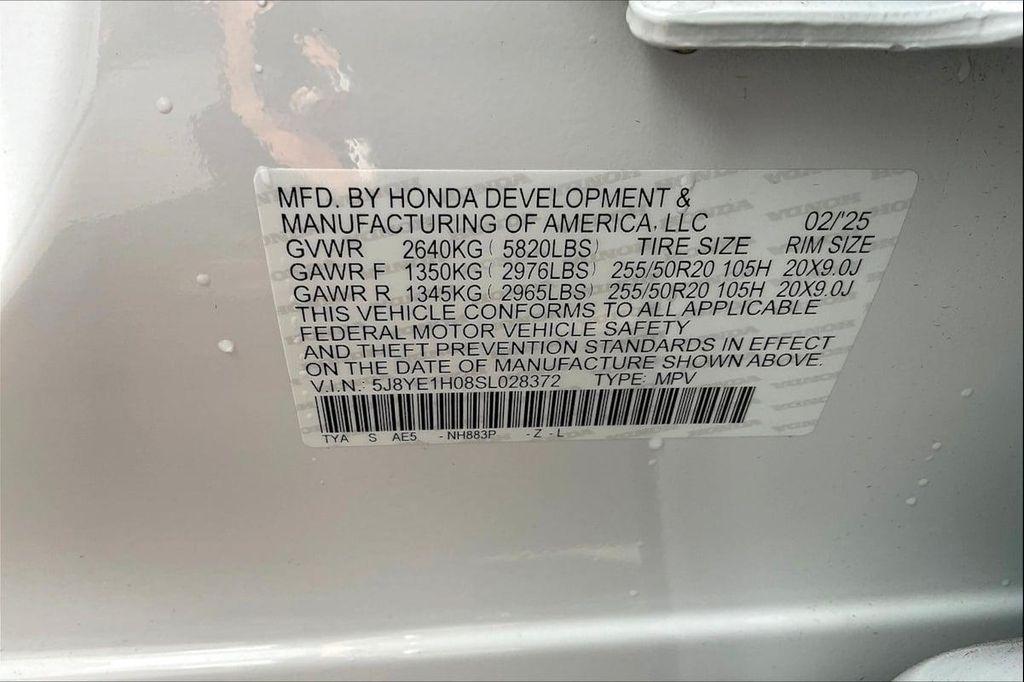 MFD. BY HONDA DEVELOPMENT &
MANUFACTURING OF AMERICA, LLC 02/'25
GVWR 2640KG ( 5820LBS) TIRE SIZE RIM SIZE
GAWR F 1350KG ( 2976LBS) 255/50R20 105H 20X9.0J
GAWR R 1345KG ( 2965LBS) 255/50R20 105H 20X9.0J
THIS VEHICLE CONFORMS TO ALL APPLICABLE
FEDERAL MOTOR VEHICLE SAFETY
AND THEFT PREVENTION STANDARDS IN EFFECT
ON THE DATE OF MANUFACTURE SHOWN ABOVE.
V.I.N.: 5J8YE1H08SL028372 TYPE: MPV
TYA S AE5 - NH883P - Z - L